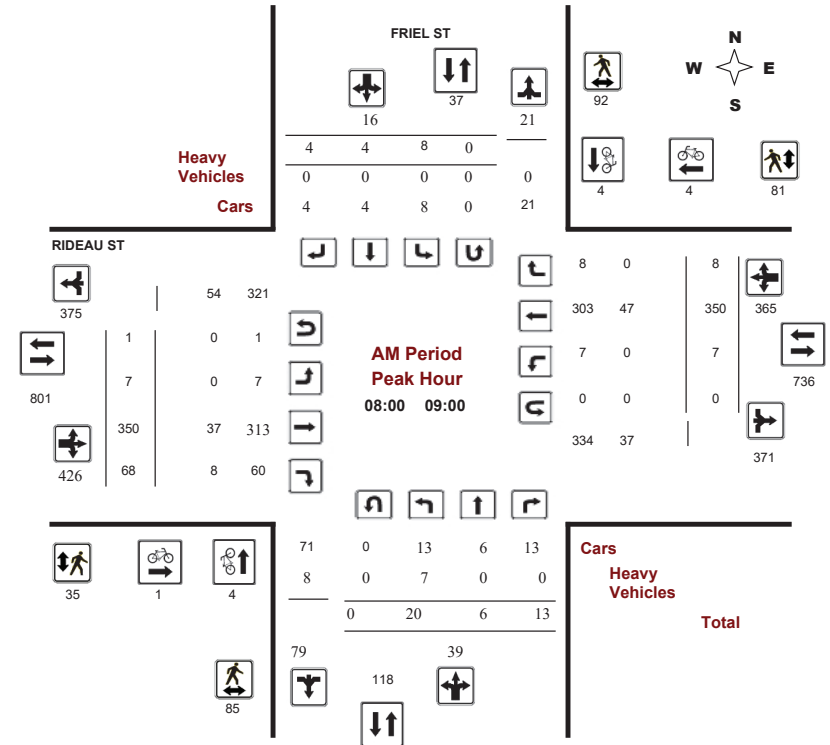 FRIEL ST
N
W E
S
37
92
16 21
4 4 8 0
Heavy
Vehicles 0 0 0 0 0
Cars 4 4 8 0 21
4 4 81
RIDEAU ST
375 54 321
8 0 8
303 47 350 365
1 0 1
7 0 7
7 0 7
801
736
0 0 0
350 37 313
334 37
371
426 68 8 60
AM Period
Peak Hour
08:00 09:00
71 0 13 6 13 Cars
8 0 7 0 0 Heavy
Vehicles
0 20 6 13 Total
35 1 4
79 39
118
85